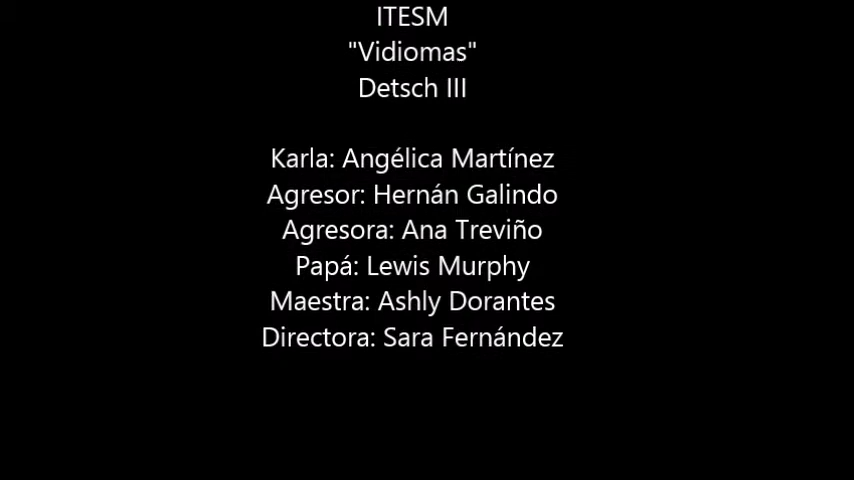 ITESM
"Vidiomas"
Detsch III
Karla: Angélica Martínez
Agresor: Hernán Galindo
Agresora: Ana Treviño
Papá: Lewis Murphy
Maestra: Ashly Dorantes
Directora: Sara Fernández